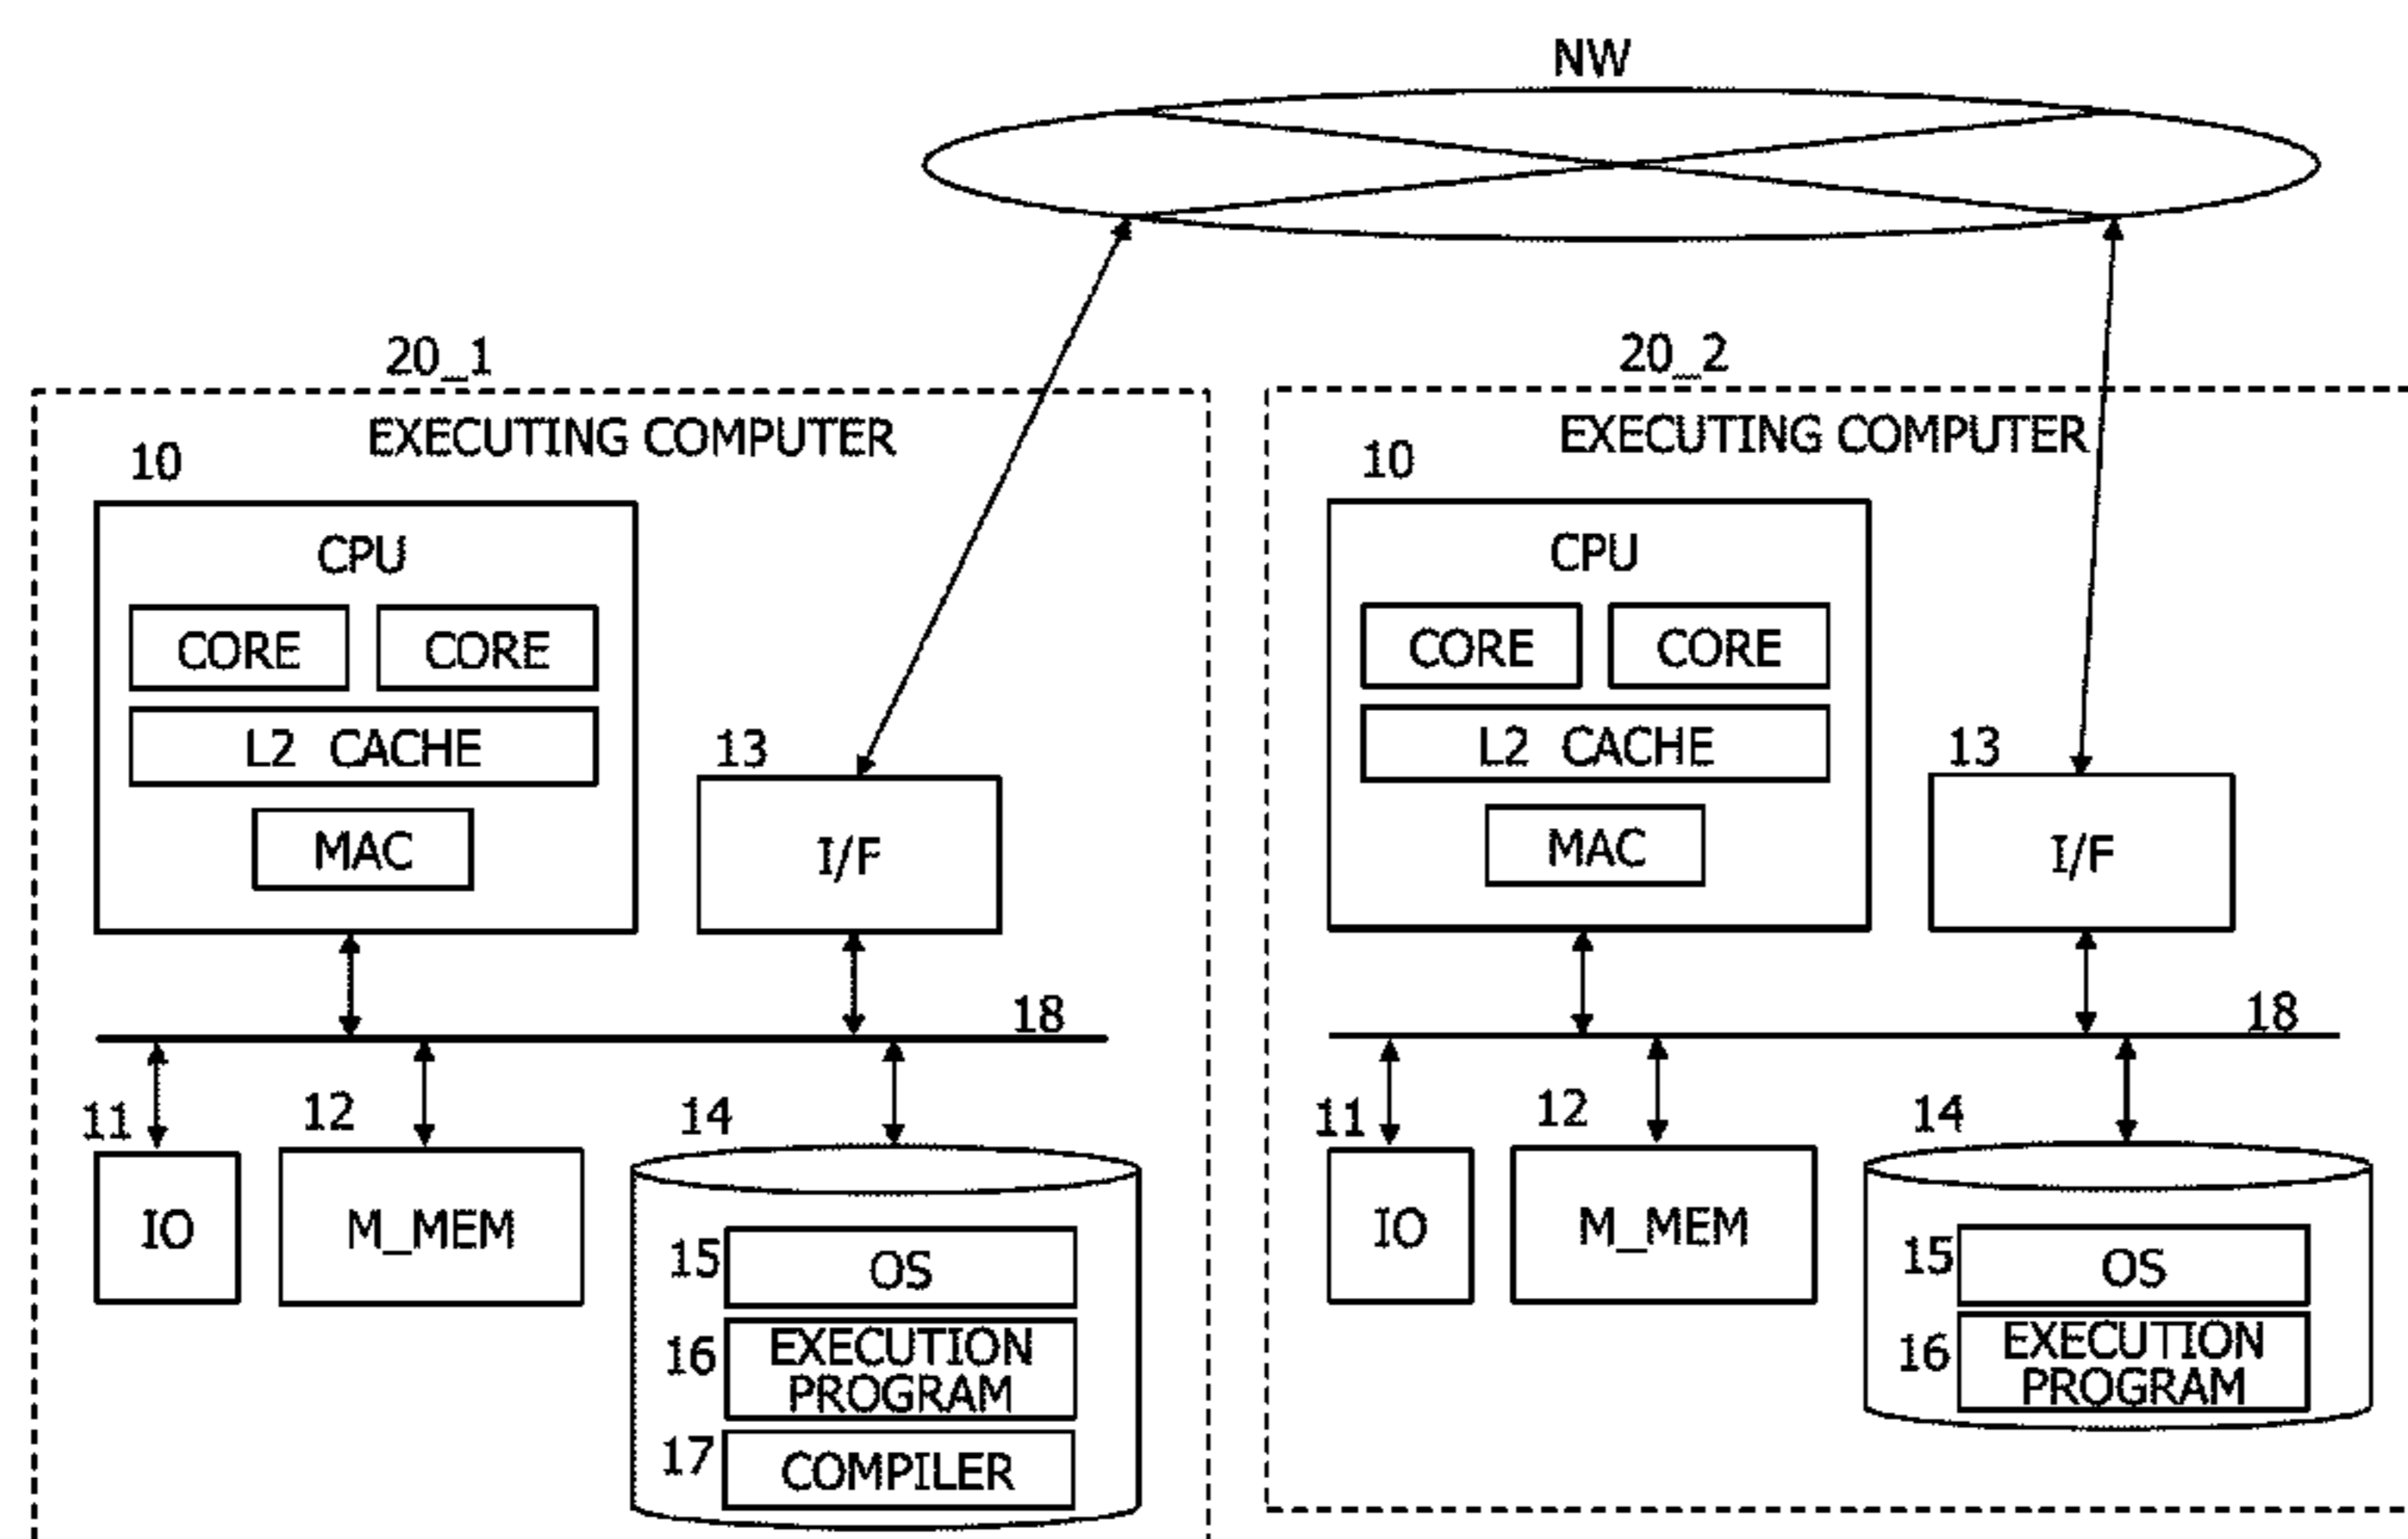 NW
20_1
EXECUTING COMPUTER
10
CPU
CORE
CORE
L2 CACHE
MAC
13
I/F
18
11
IO
12
M_MEM
14
15
OS
16
EXECUTION
PROGRAM
17
COMPILER
20_2
EXECUTING COMPUTER
10
CPU
CORE
CORE
L2 CACHE
MAC
13
I/F
18
11
IO
12
M_MEM
14
15
OS
16
EXECUTION
PROGRAM